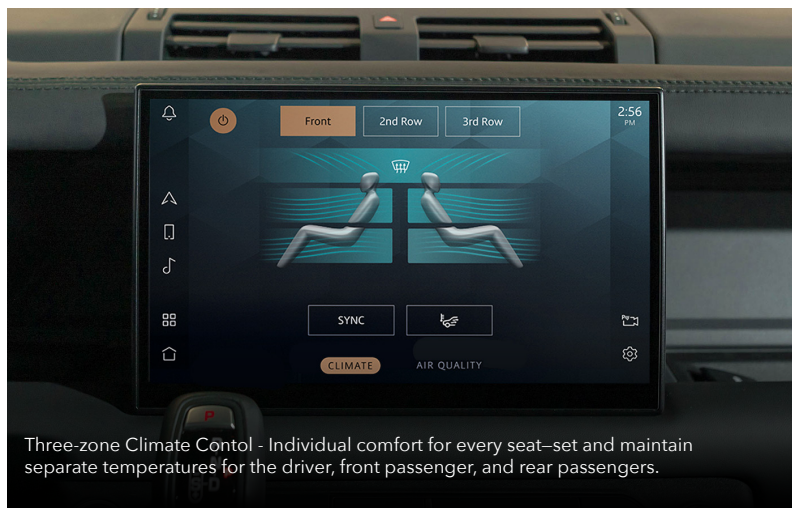 Front
2nd Row
3rd Row
2:56
PM
SYNC
CLIMATE
AIR QUALITY
P
Three-zone Climate Contol - Individual comfort for every seat—set and maintain
separate temperatures for the driver, front passenger, and rear passengers.